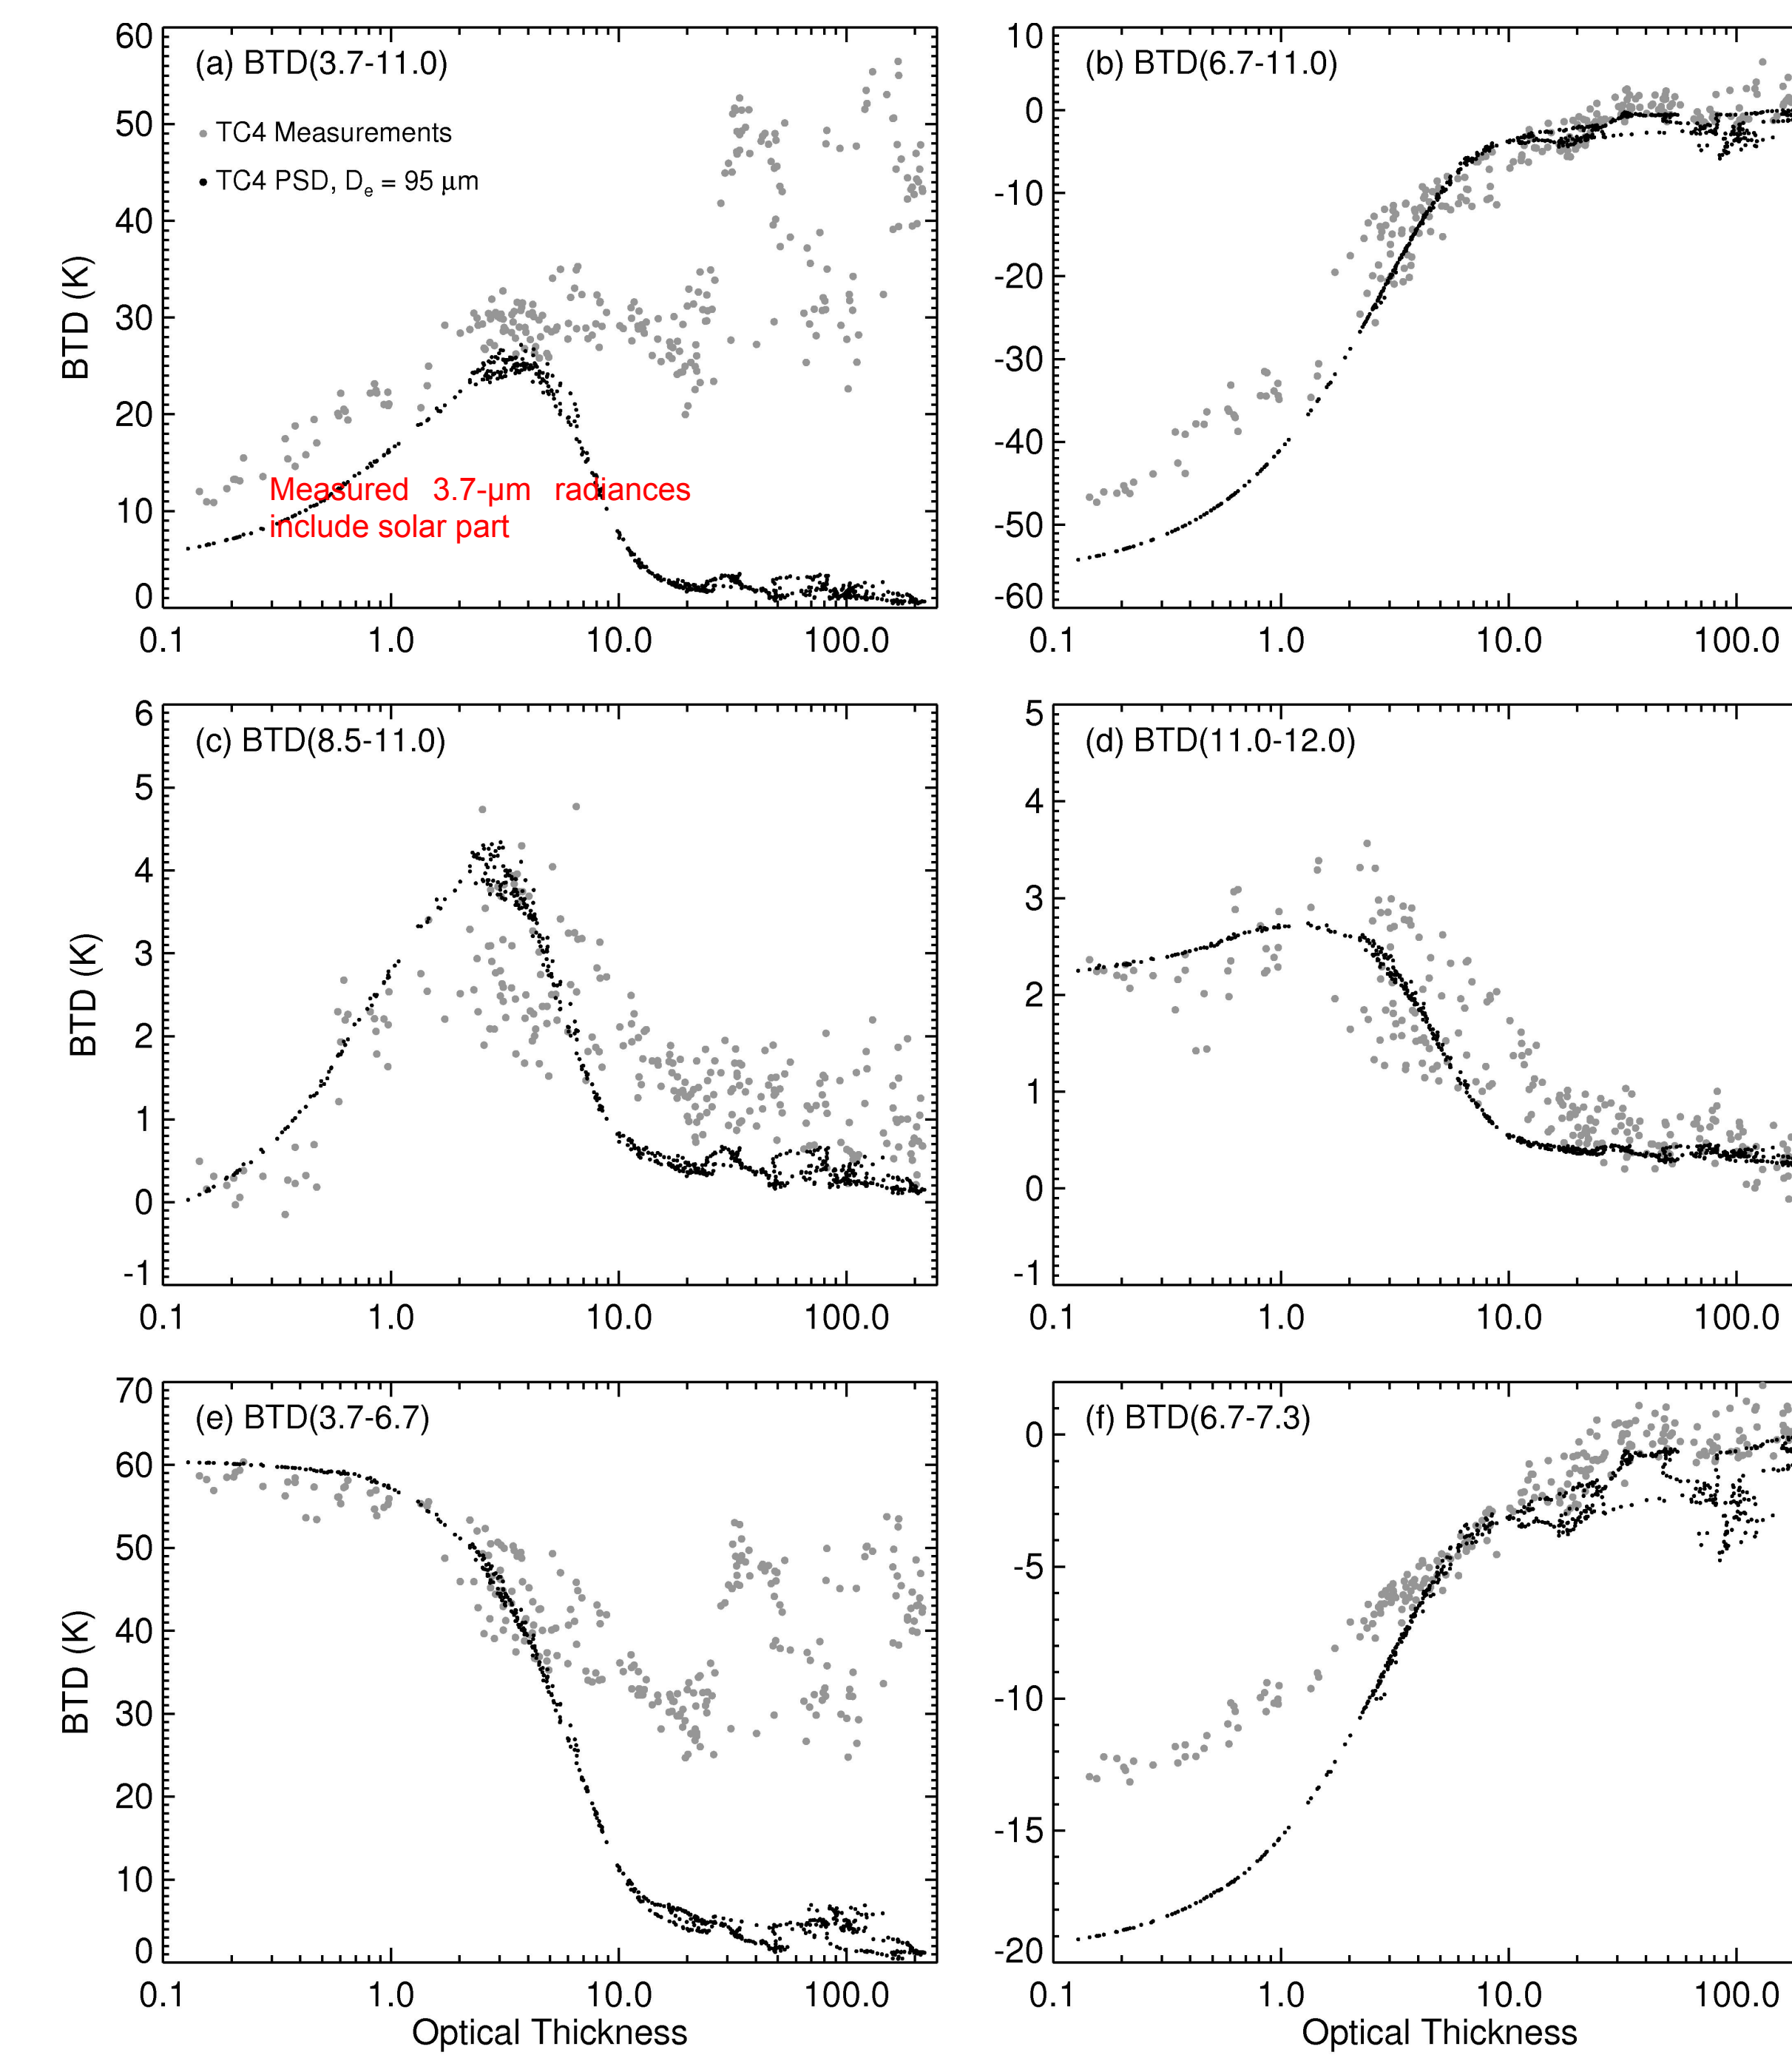 (a) BTD(3.7-11.0)
TC4 Measurements
TC4 PSD, De = 95 μm
Measured 3.7-μm radiances
include solar part
BTD (K)
60
50
40
30
20
10
0
0.1 1.0 10.0 100.0
(b) BTD(6.7-11.0)
10
0
-10
-20
-30
-40
-50
-60
0.1 1.0 10.0 100.0
(c) BTD(8.5-11.0)
BTD (K)
6
5
4
3
2
1
0
-1
0.1 1.0 10.0 100.0
(d) BTD(11.0-12.0)
5
4
3
2
1
0
-1
0.1 1.0 10.0 100.0
(e) BTD(3.7-6.7)
BTD (K)
70
60
50
40
30
20
10
0
0.1 1.0 10.0 100.0
Optical Thickness
(f) BTD(6.7-7.3)
0
-5
-10
-15
-20
0.1 1.0 10.0 100.0
Optical Thickness